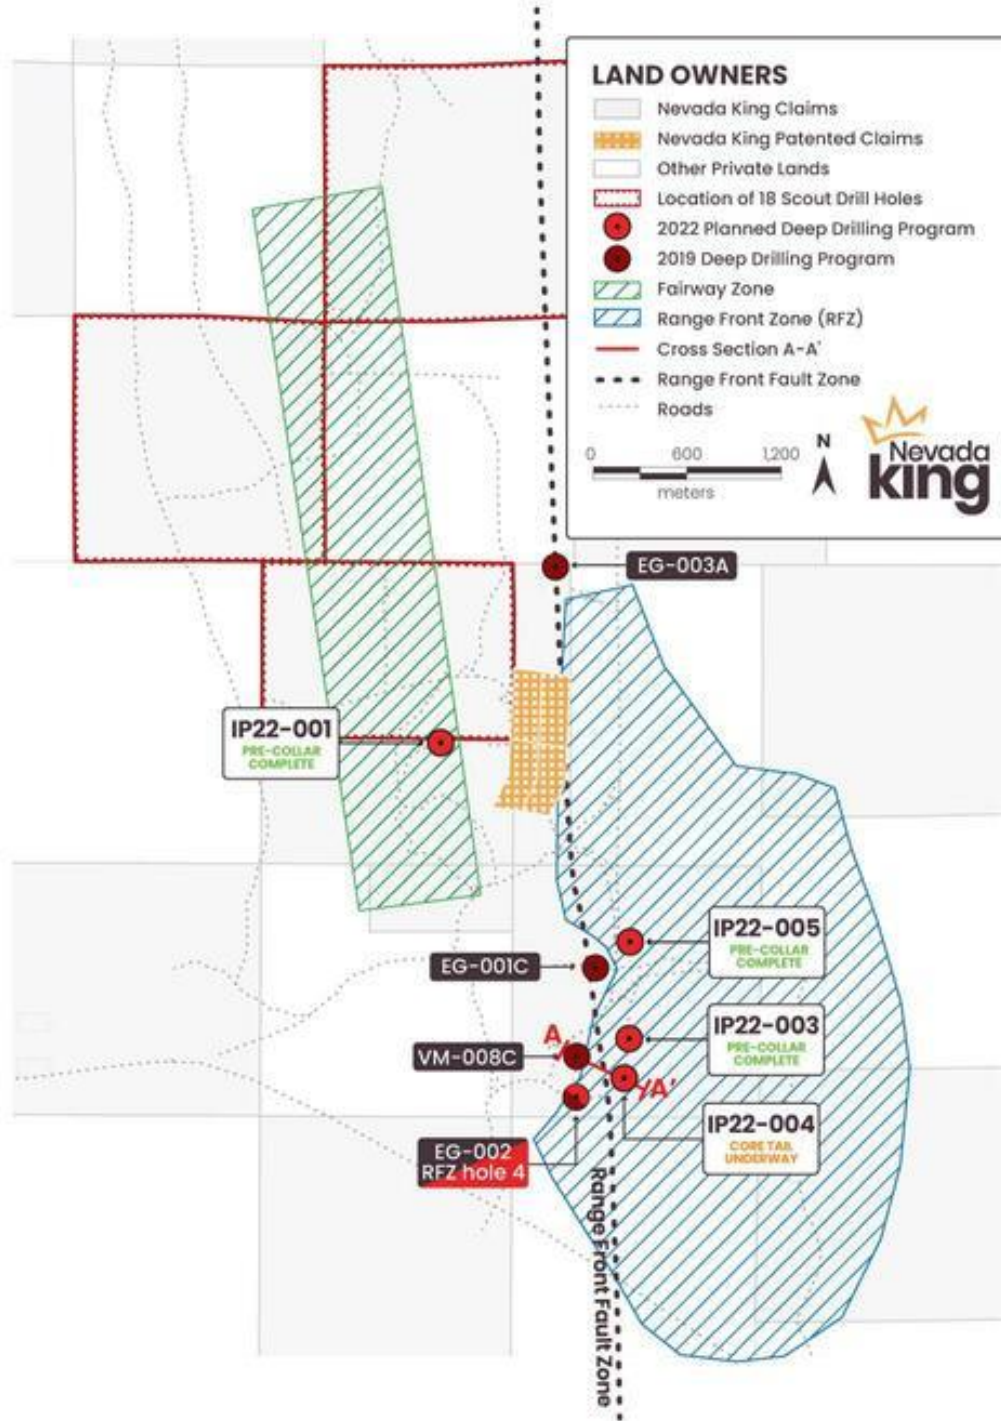 LAND OWNERS
Nevada King Claims
Nevada King Patented Claims
Other Private Lands
Location of 18 Scout Drill Holes
2022 Planned Deep Drilling Program
2019 Deep Drilling Program
Fairway Zone
Range Front Zone (RFZ)
Cross Section A-A'
Range Front Fault Zone
Roads
0 600 1,200
meters
N
Nevada
king
EG-003A
IP22-001
PRE-COLLAR
COMPLETE
IP22-005
PRE-COLLAR
COMPLETE
EG-001C
IP22-003
PRE-COLLAR
COMPLETE
A
VM-008C
A'
IP22-004
CORE TAIL
UNDERWAY
EG-002
RFZ hole 4
Range Front Fault Zone